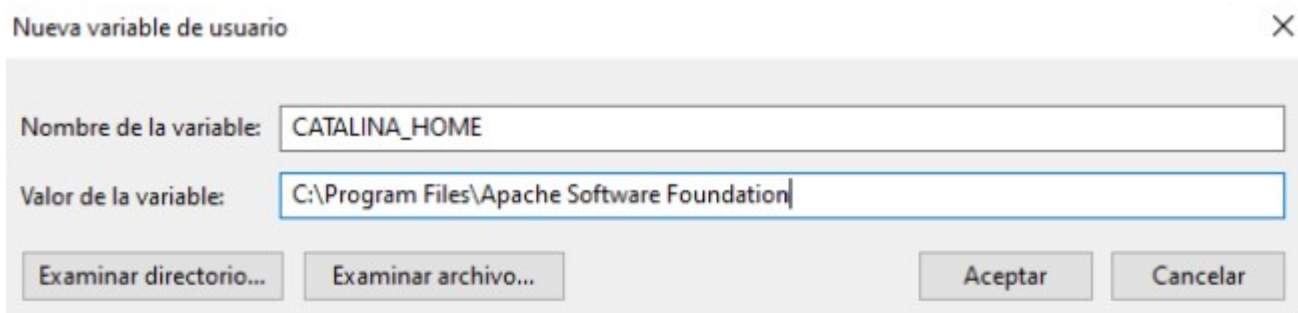 Nueva variable de usuario
Nombre de la variable: CATALINA_HOME
Valor de la variable: C:\Program Files\Apache Software Foundation
Examinar directorio... Examinar archivo... Aceptar Cancelar